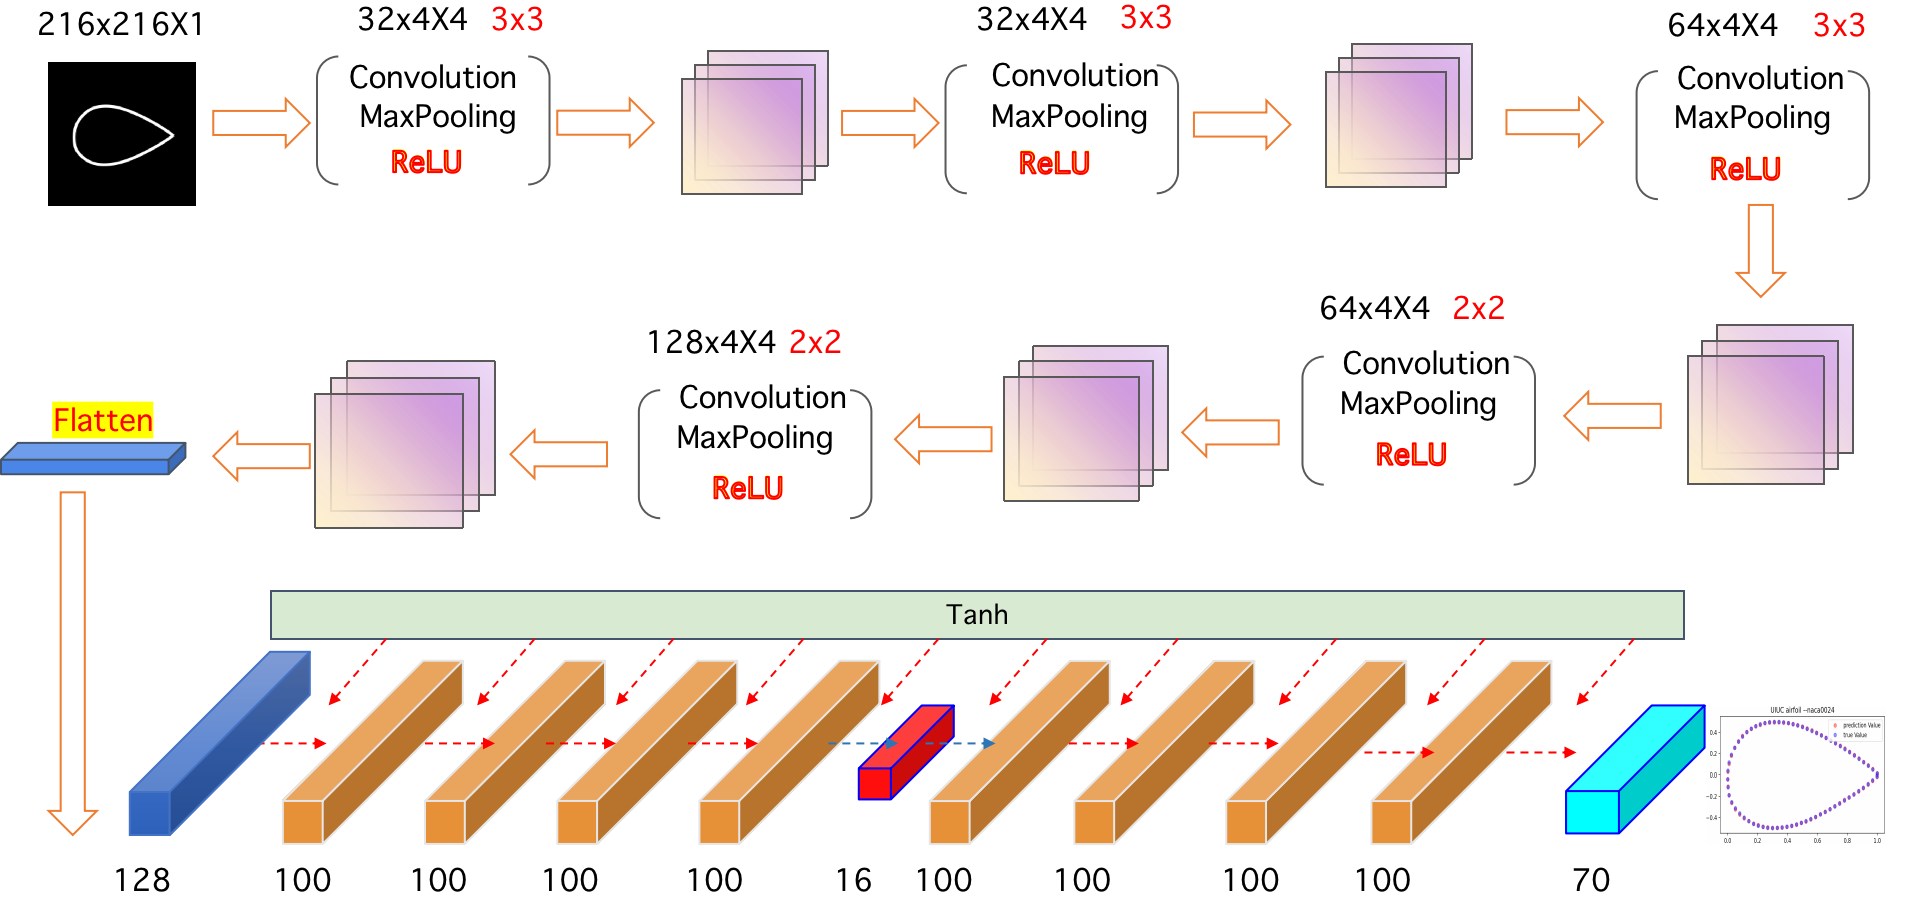 216x216X1
32x4X4 3x3
Convolution
MaxPooling
ReLU
32x4X4 3x3
Convolution
MaxPooling
ReLU
64x4X4 3x3
Convolution
MaxPooling
ReLU
64x4X4 2x2
Convolution
MaxPooling
ReLU
128x4X4 2x2
Convolution
MaxPooling
ReLU
Flatten
Tanh
UIUC airfoil --naca0024
prediction Value
true Value
0.4
0.2
0.0
−0.2
−0.4
0.0 0.2 0.4 0.6 0.8 1.0
128 100 100 100 100 16 100 100 100 100 70